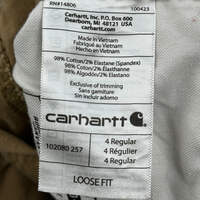 RN#14806 100423
Carhartt, Inc. P.O. Box 600
Dearborn, MI 48121 USA
carhartt.com
Made in Vietnam
Fabriqué au Vietnam
Hecho en Vietnam
98% Cotton/2% Elastane (Spandex)
98% Coton/2% Élasthanne
98% Algodón/2% Elastano
Exclusive of trimming
Sans garniture
Sin incluir adorno
carhartt
102080 257
4 Regular
4 Régulier
4 Regular
LOOSE FIT